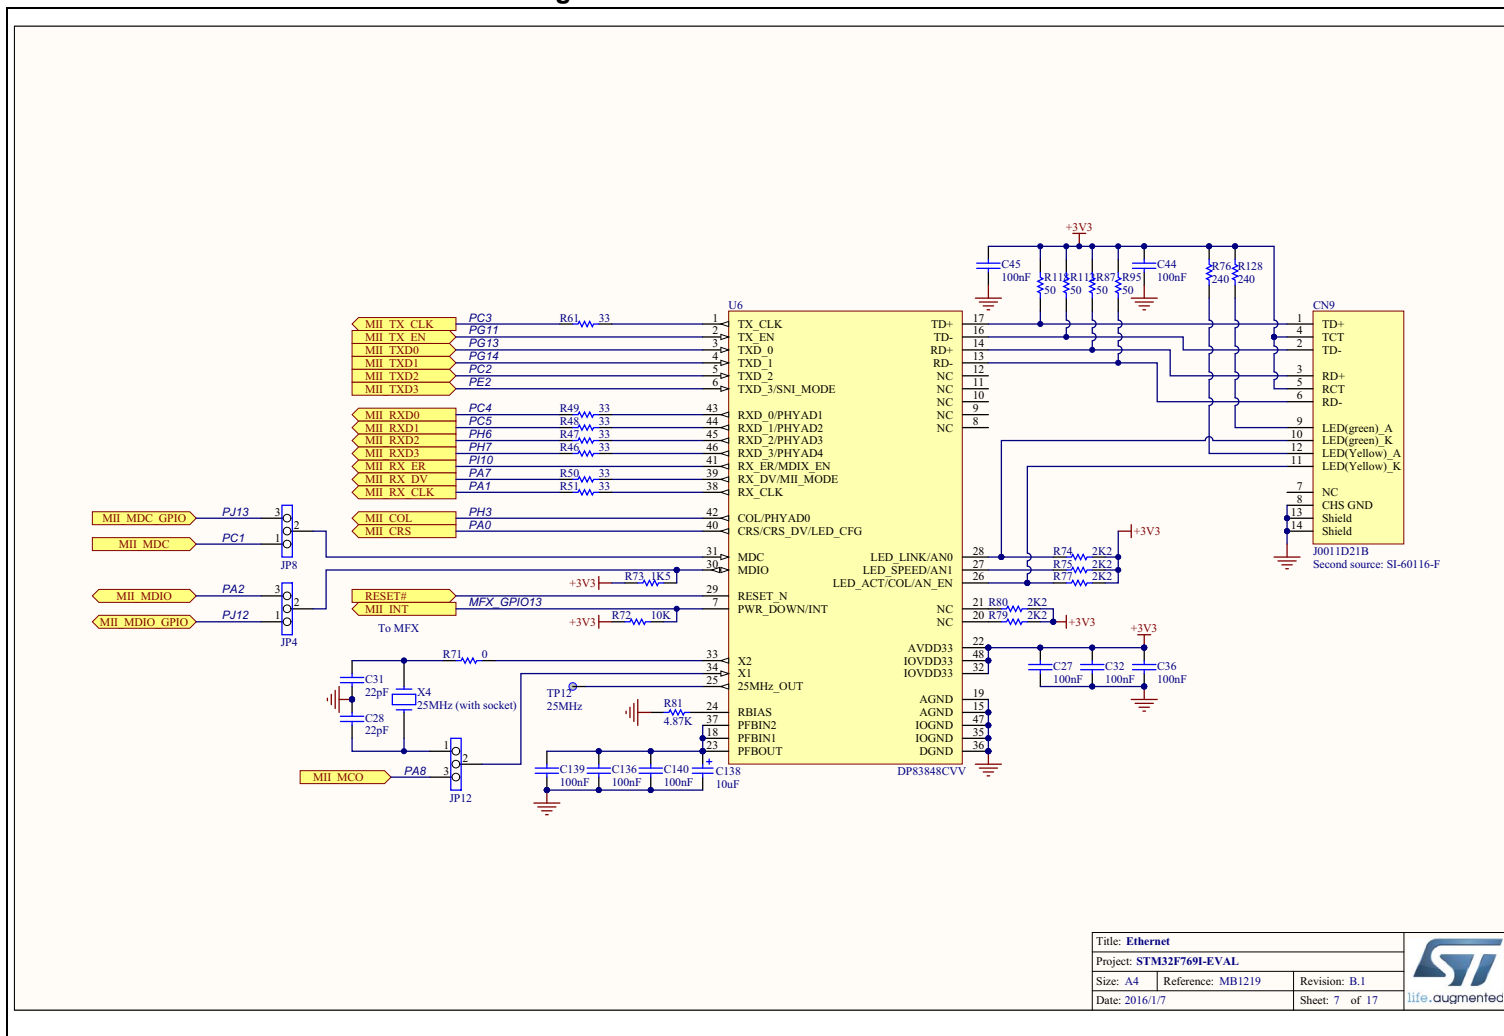 +3V3
C45
100nF
R118
50
R113
50
R87
50
R95
50
C44
100nF
R76
240
R128
240
U6
CN9
MII_TX_CLK PC3 R61 33 1 TX_CLK TD+ 17
MII_TX_EN PG11 2 TX_EN TD- 16
MII_TXD0 PG13 3 TXD_0 RD+ 14
MII_TXD1 PG14 4 TXD_1 RD- 13
MII_TXD2 PC2 5 TXD_2 NC 12
MII_TXD3 PE2 6 TXD_3/SNI_MODE NC 11
NC 10
NC 9
NC 8
1 TD+
4 TCT
2 TD-
3 RD+
5 RCT
6 RD-
9 LED(green)_A
10 LED(green)_K
12 LED(Yellow)_A
11 LED(Yellow)_K
7 NC
8 CHS GND
13 Shield
14 Shield
J0011D21B
Second source: SI-60116-F
MII_RXD0 PC4 R49 33 43 RXD_0/PHYAD1
MII_RXD1 PC5 R48 33 44 RXD_1/PHYAD2
MII_RXD2 PH6 R47 33 45 RXD_2/PHYAD3
MII_RXD3 PH7 R46 33 46 RXD_3/PHYAD4
MII_RX_ER PI10 41 RX_ER/MDIX_EN
MII_RX_DV PA7 R50 33 39 RX_DV/MII_MODE
MII_RX_CLK PA1 R51 33 38 RX_CLK
MII_COL PH3 42 COL/PHYAD0
MII_CRS PA0 40 CRS/CRS_DV/LED_CFG
MII_MDC_GPIO PJ13 3
2
MII_MDC PC1 1
JP8
31 MDC
30 MDIO
+3V3 R73 1K5
MII_MDIO PA2 3
2
MII_MDIO_GPIO PJ12 1
JP4
RESET# 29 RESET_N
MII_INT MFX_GPIO13 7 PWR_DOWN/INT
To MFX
+3V3 R72 10K
LED_LINK/AN0 28 R74 2K2
LED_SPEED/AN1 27 R75 2K2
LED_ACT/COL/AN_EN 26 R77 2K2
+3V3
NC 21 R80 2K2
NC 20 R79 2K2
+3V3
+3V3
AVDD33 22
IOVDD33 48
IOVDD33 32
C27
100nF
C32
100nF
C36
100nF
AGND 19
AGND 15
IOGND 47
IOGND 35
DGND 36
R71 0 33 X2
34 X1
25 25MHz_OUT
TP12
25MHz
C31
22pF
X4
25MHz (with socket)
C28
22pF
R81
4.87K
24 RBIAS
37 PFBIN2
18 PFBIN1
23 PFBOUT
1
2
MII_MCO PA8 3
JP12
C139
100nF
C136
100nF
C140
100nF
+
C138
10uF
DP83848CVV
Title: Ethernet
Project: STM32F769I-EVAL
Size: A4 Reference: MB1219 Revision: B.1
Date: 2016/1/7 Sheet: 7 of 17
ST
life.augmented